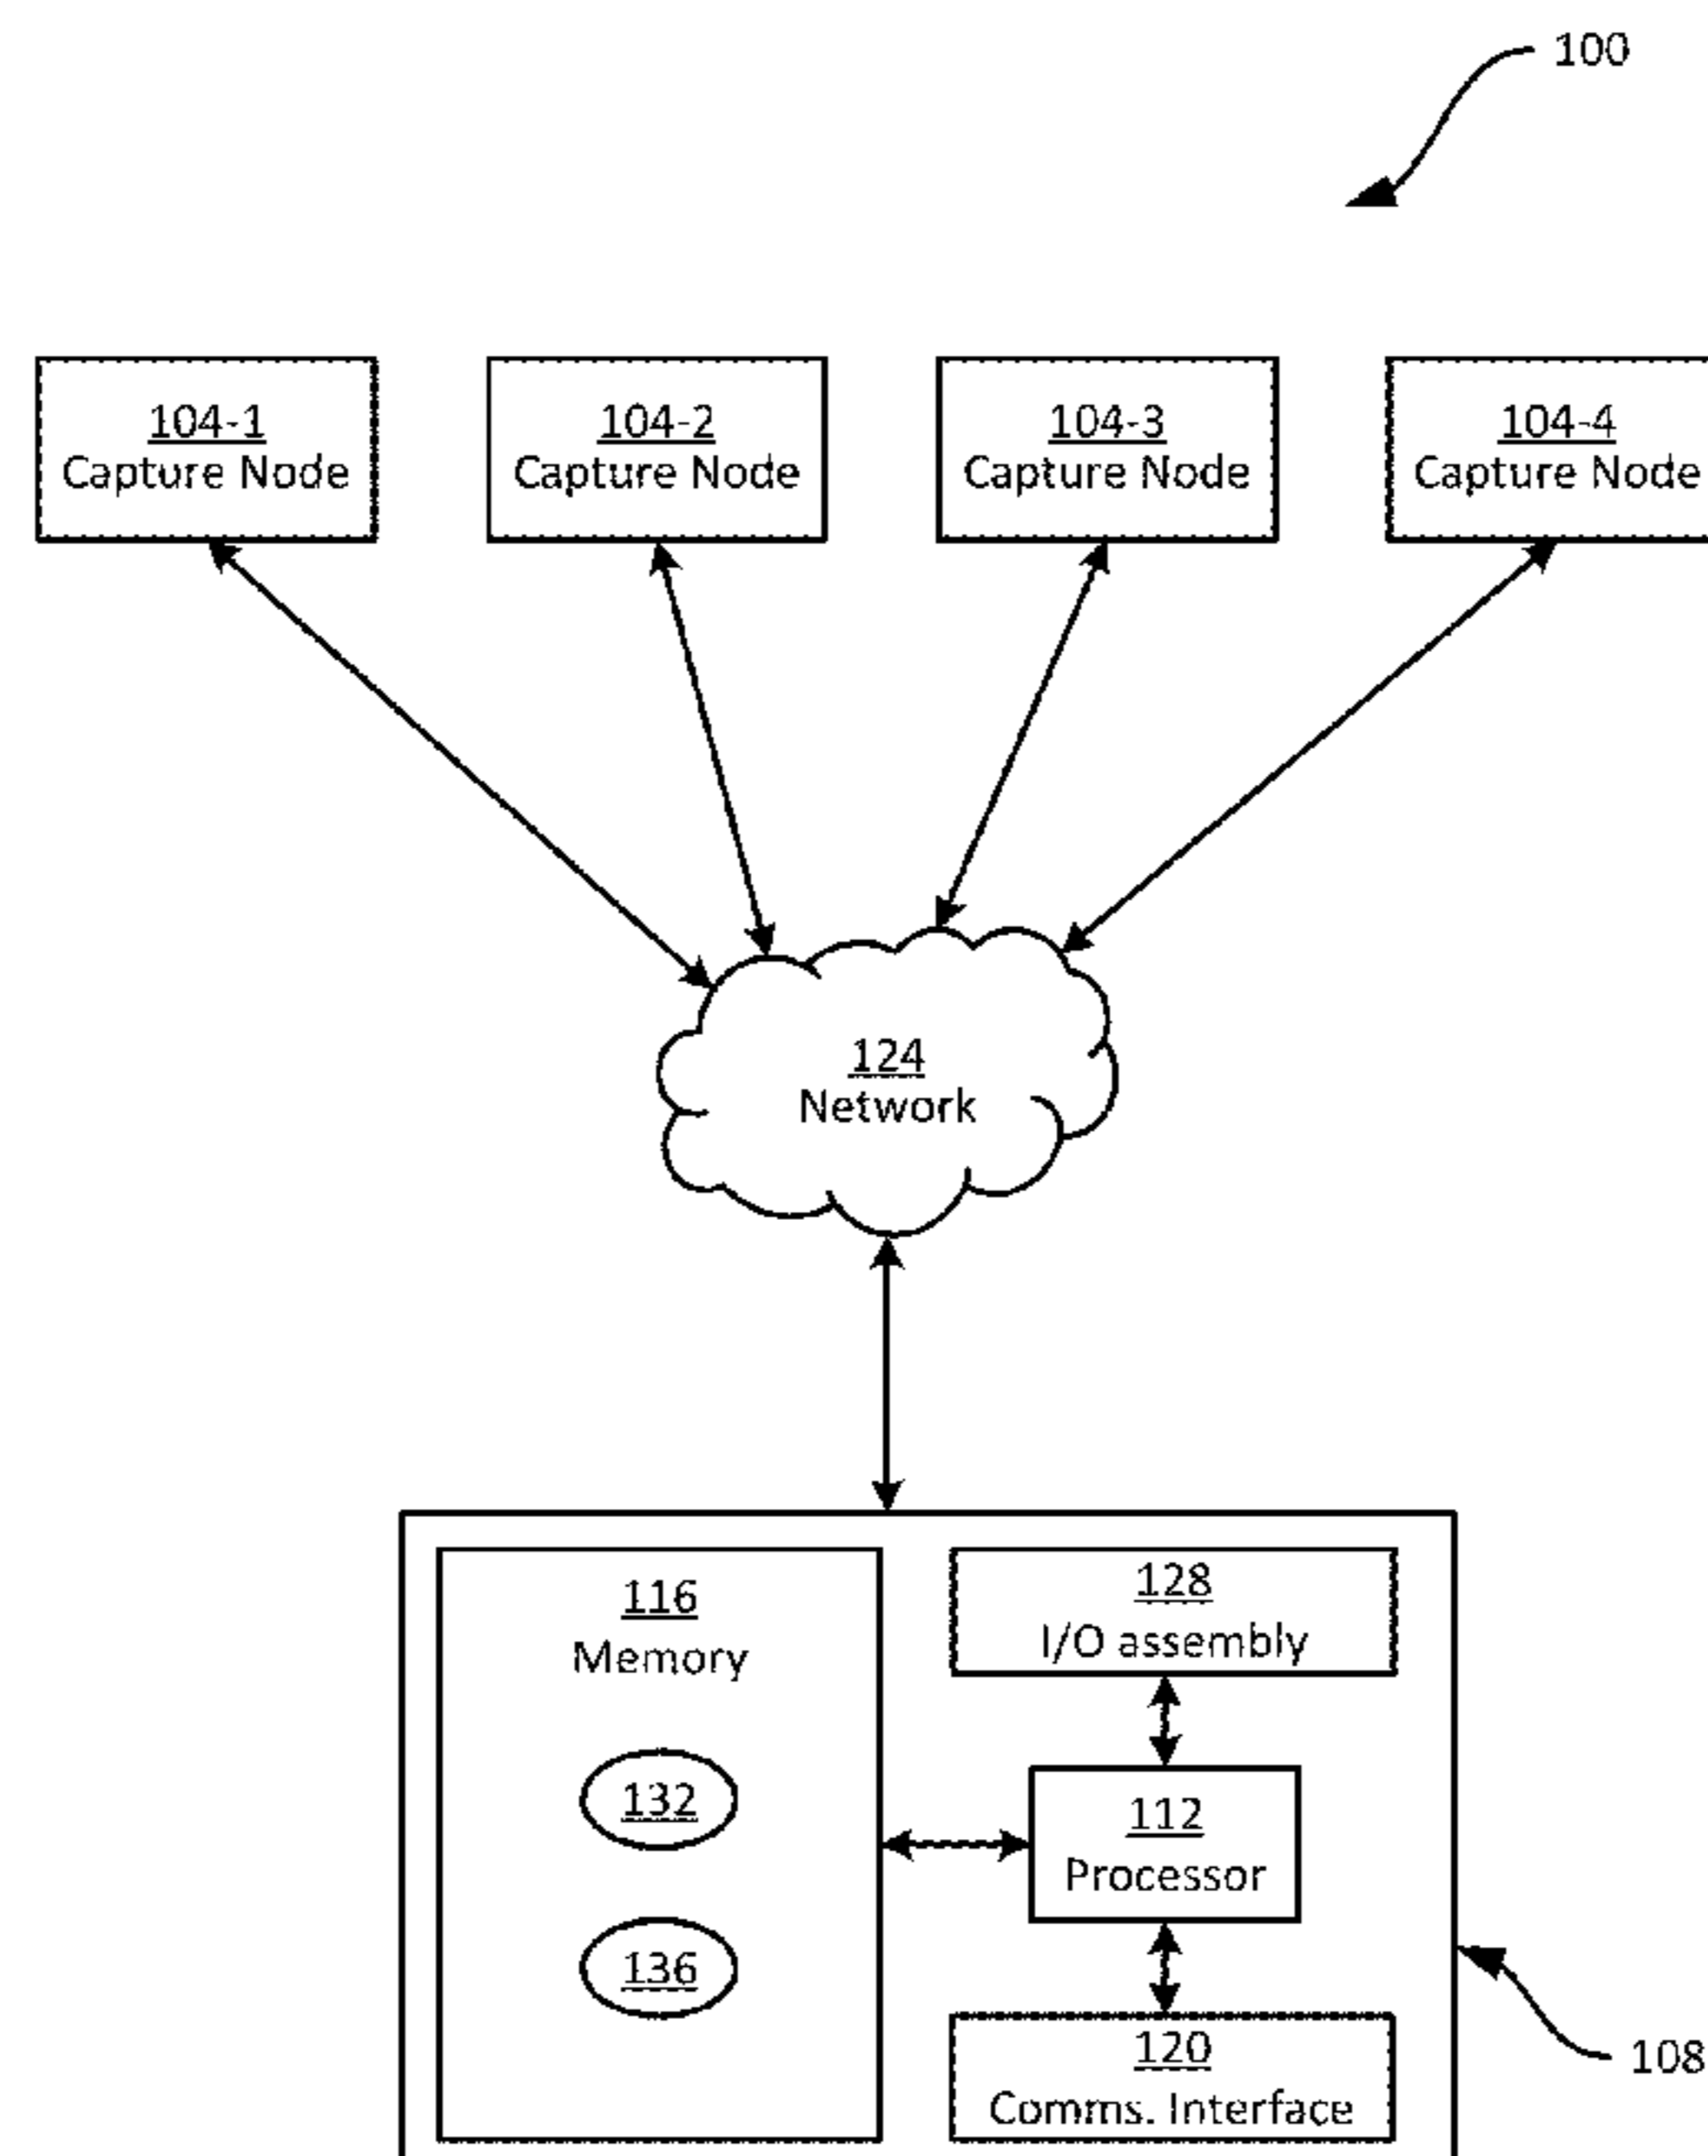 100
104-1
Capture Node
104-2
Capture Node
104-3
Capture Node
104-4
Capture Node
124
Network
116
Memory
132
136
128
I/O assembly
112
Processor
120
Comms. Interface
108